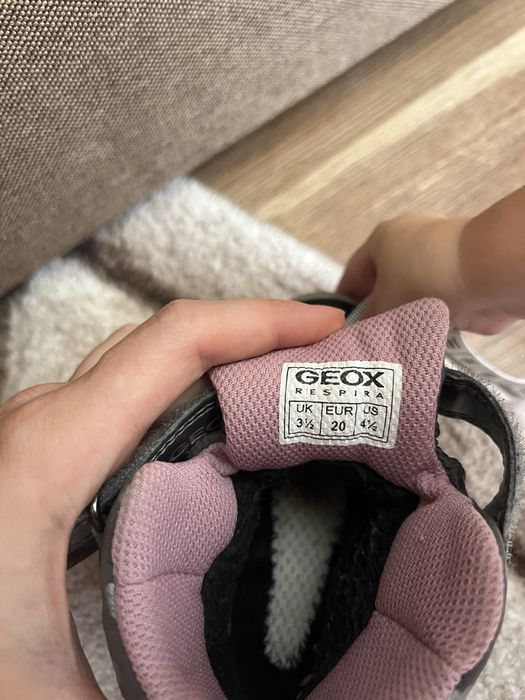 GEOX
RESPIRA
UK EUR US
3½ 20 4½